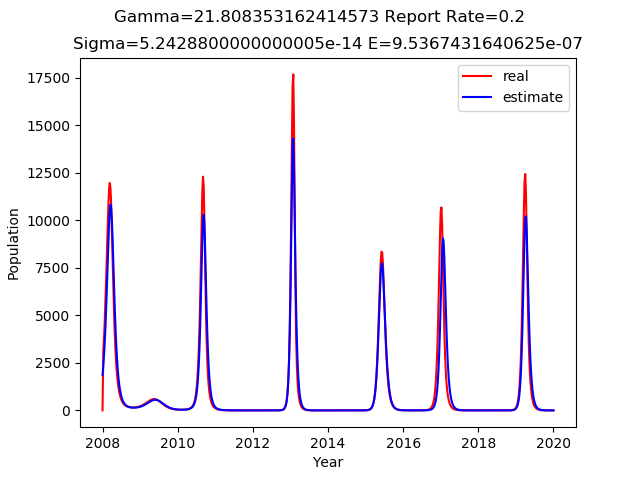 Gamma=21.808353162414573 Report Rate=0.2
Sigma=5.2428800000000005e-14 E=9.5367431640625e-07
real
estimate
17500
15000
12500
10000
7500
5000
2500
0
Population
2008 2010 2012 2014 2016 2018 2020
Year